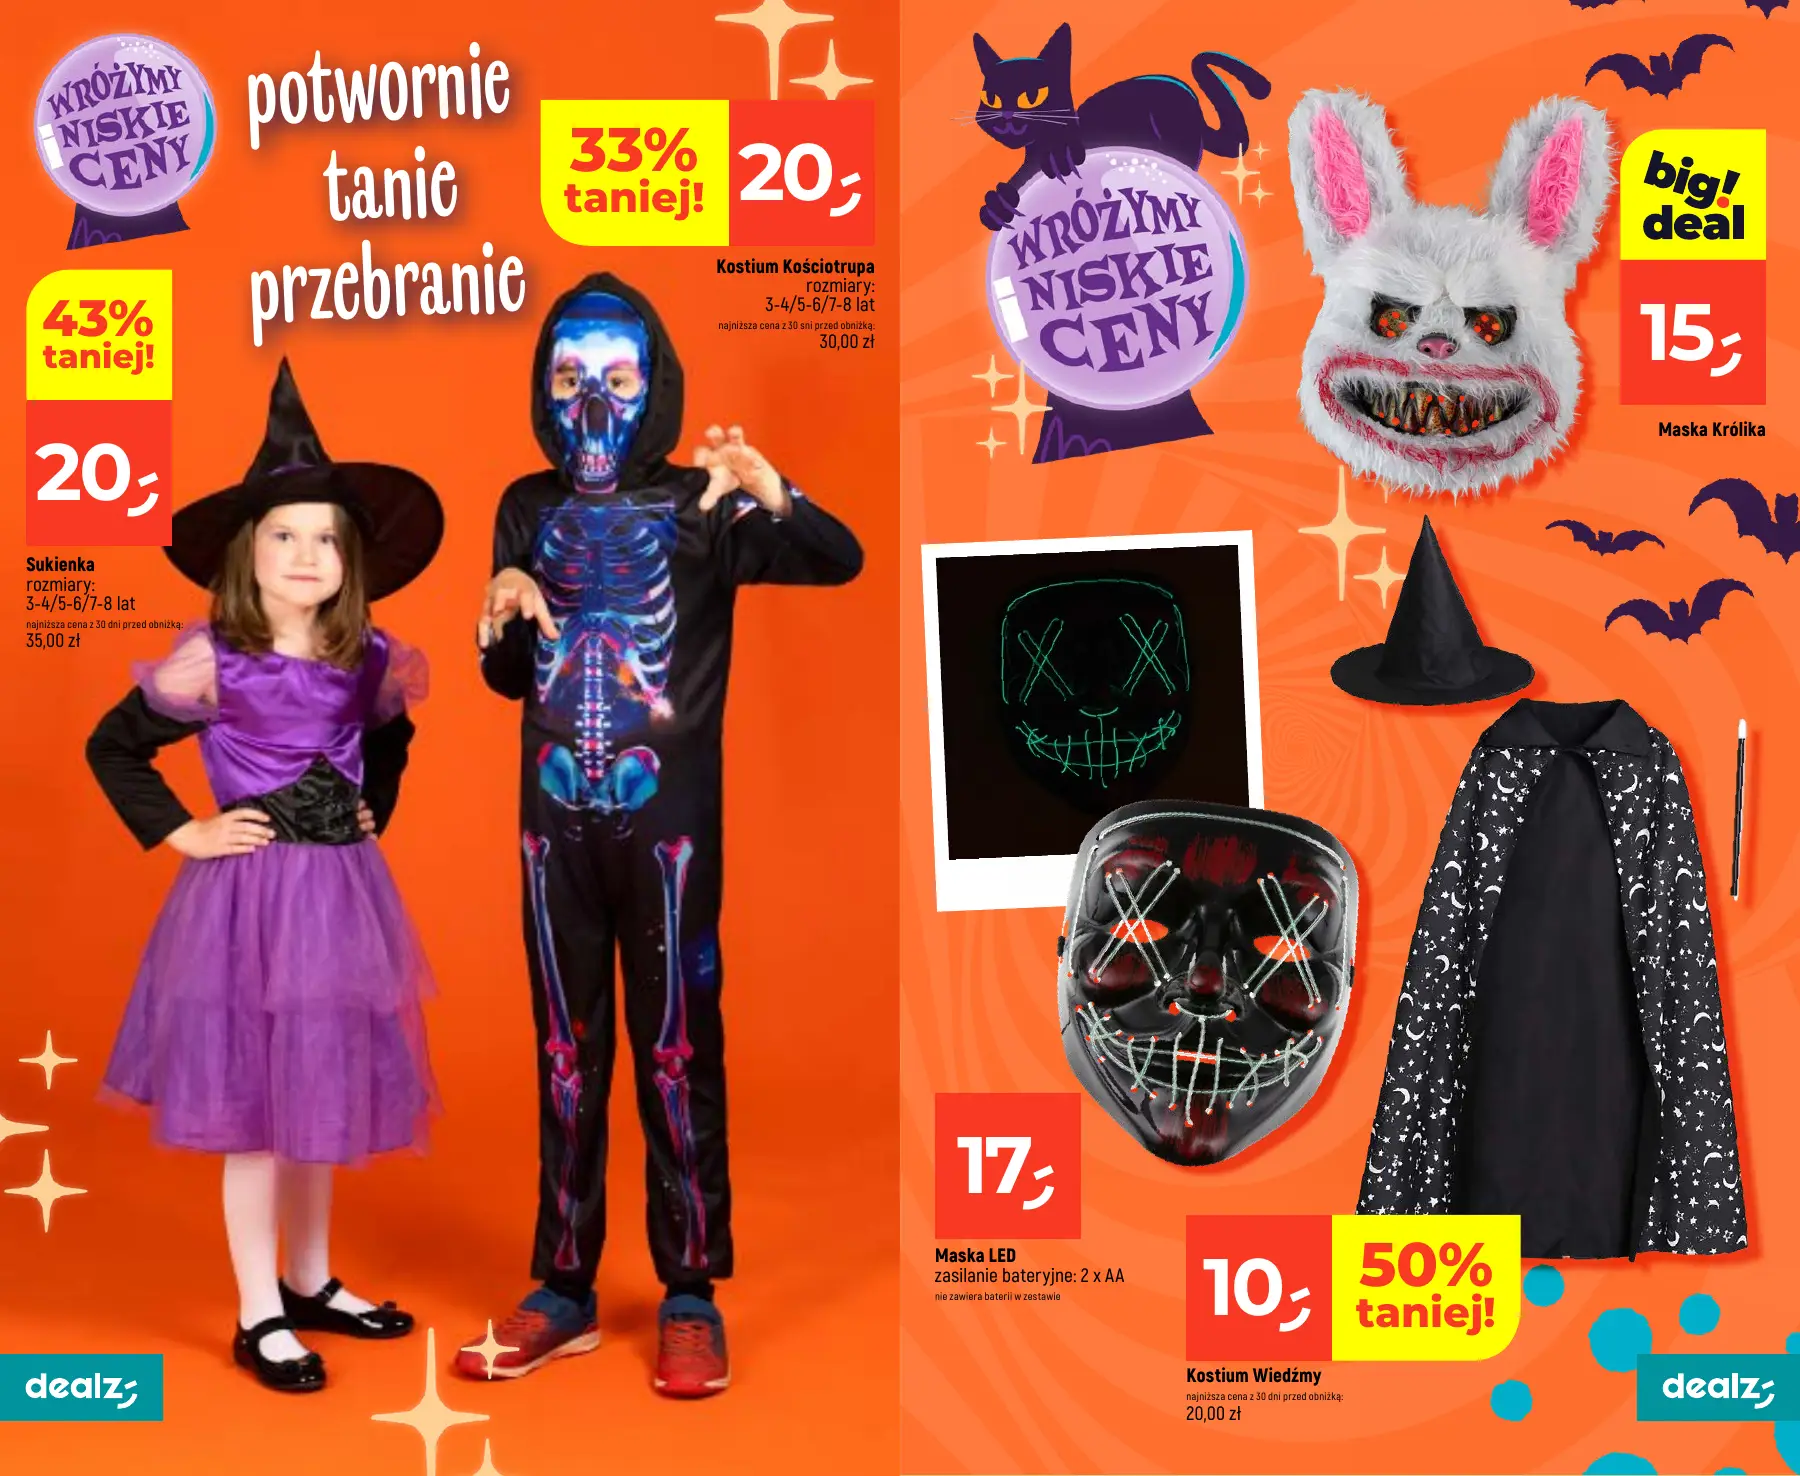 WRÓŻYMY
NISKIE
CENY
potwornie
tanie
przebranie
33%
taniej!
20,-
Kostium Kościotrupa
rozmiary:
3-4/5-6/7-8 lat
najniższa cena z 30 sni przed obniżką:
30,00 zł
43%
taniej!
20,-
Sukienka
rozmiary:
3-4/5-6/7-8 lat
najniższa cena z 30 dni przed obniżką:
35,00 zł
dealz
WRÓŻYMY
NISKIE
CENY
big!
deal
15,-
Maska Królika
17,-
Maska LED
zasilanie bateryjne: 2 x AA
nie zawiera baterii w zestawie
10,-
50%
taniej!
Kostium Wiedźmy
najniższa cena z 30 dni przed obniżką:
20,00 zł
dealz